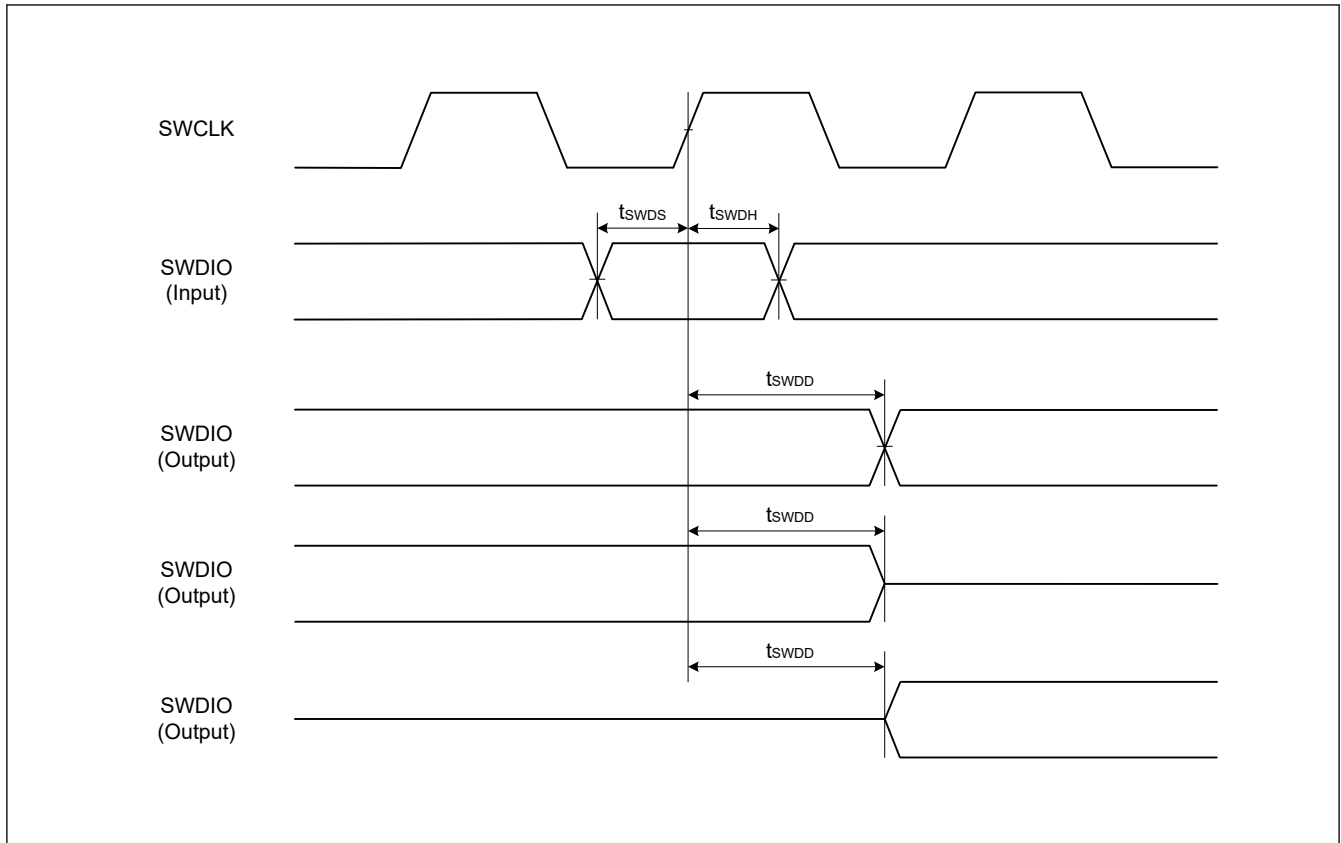 SWCLK
tSWDS
tSWDH
SWDIO
(Input)
tSWDD
SWDIO
(Output)
tSWDD
SWDIO
(Output)
tSWDD
SWDIO
(Output)